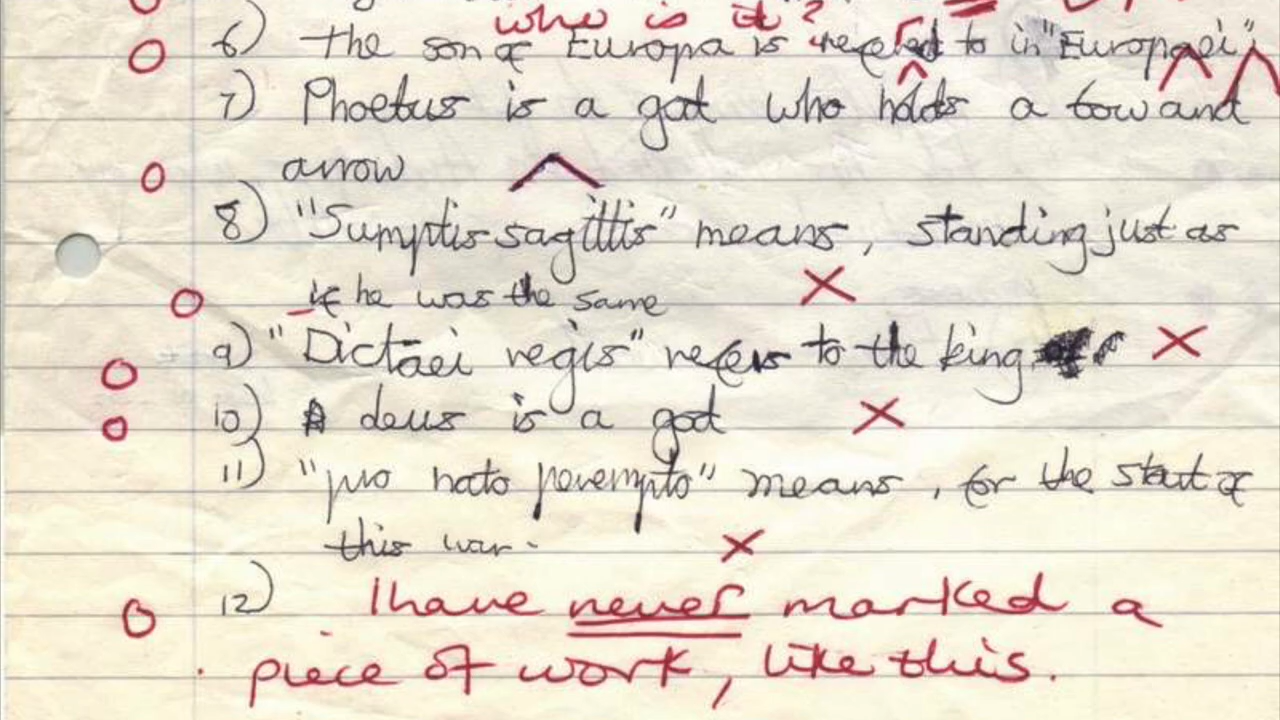 who is it?
6) The son of Europa is refered to in "Europaei"
7) Phoebus is a god who holds a bow and
arrow
8) "Sumptis sagittis" means, standing just as
if he was the same
9) "Dictaei regis" refers to the king
10) deus is a god
11) "pro nato perempto" means, for the start of
this war.
12) I have never marked a
piece of work, like this.